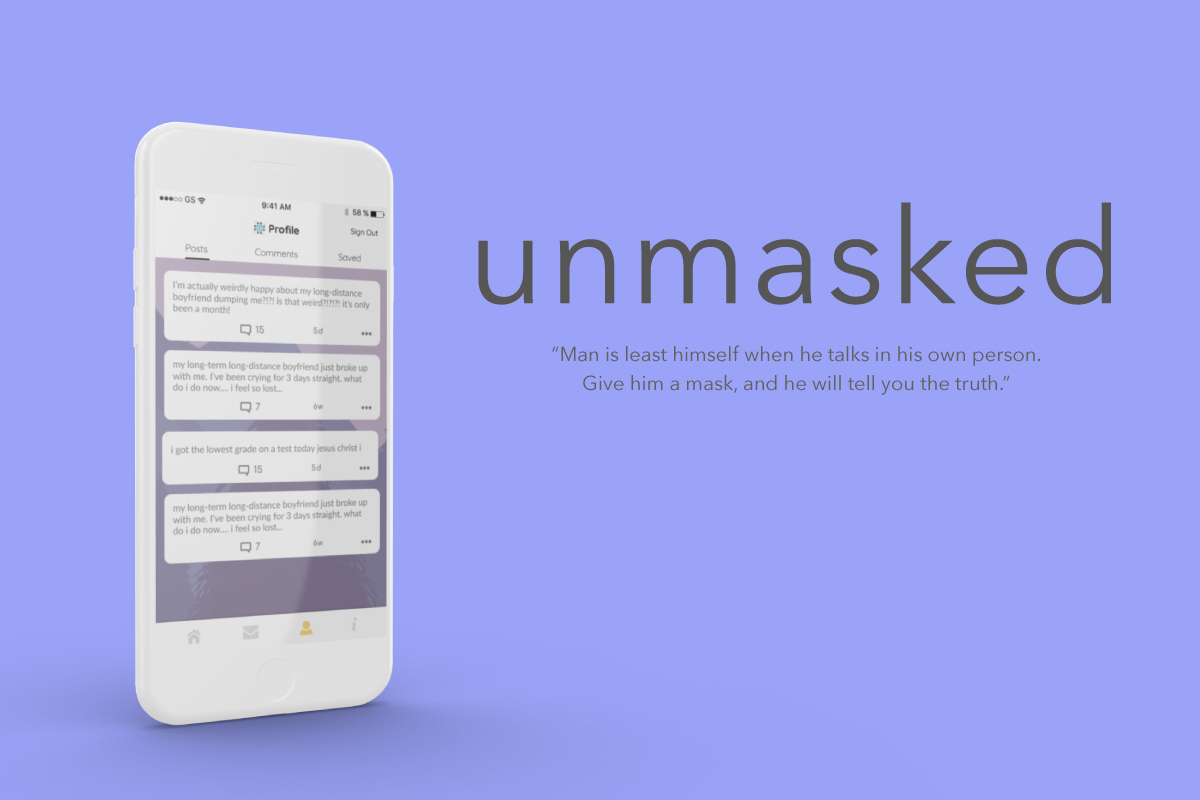 GS 9:41 AM 58 %
Profile Sign Out
Posts Comments Saved
I'm actually weirdly happy about my long-distance
boyfriend dumping me?!?! is that weird?!?!?! it's only
been a month!
15 5d •••
my long-term long-distance boyfriend just broke up
with me. I've been crying for 3 days straight. what
do i do now.... i feel so lost...
7 6w •••
i got the lowest grade on a test today jesus christ i
15 5d •••
my long-term long-distance boyfriend just broke up
with me. I've been crying for 3 days straight. what
do i do now.... i feel so lost...
7 6w •••
unmasked
“Man is least himself when he talks in his own person.
Give him a mask, and he will tell you the truth.”